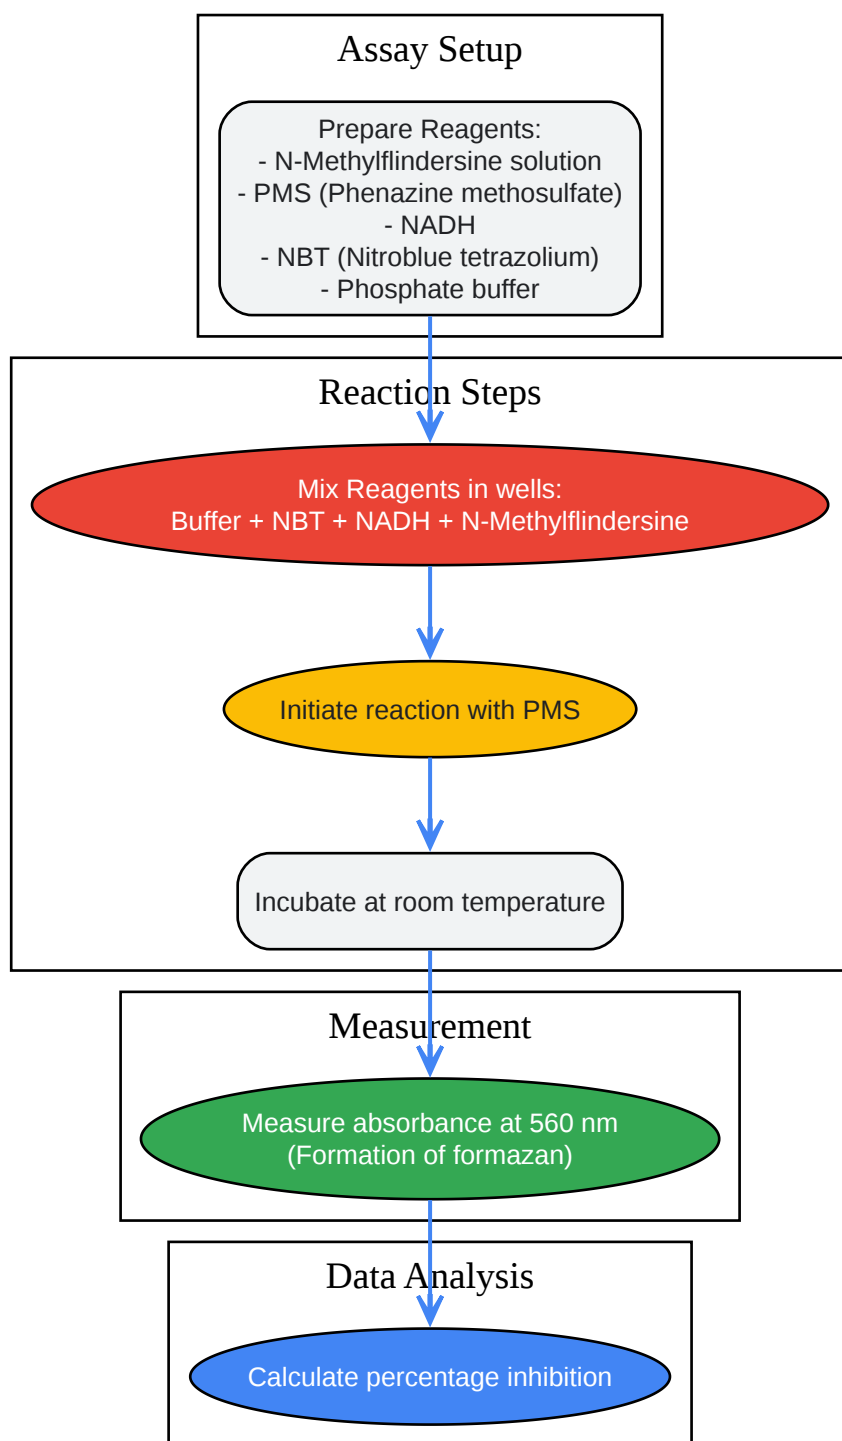 Assay Setup
Prepare Reagents:
- N-Methylflindersine solution
- PMS (Phenazine methosulfate)
- NADH
- NBT (Nitroblue tetrazolium)
- Phosphate buffer
Reaction Steps
Mix Reagents in wells:
Buffer + NBT + NADH + N-Methylflindersine
Initiate reaction with PMS
Incubate at room temperature
Measurement
Measure absorbance at 560 nm
(Formation of formazan)
Data Analysis
Calculate percentage inhibition